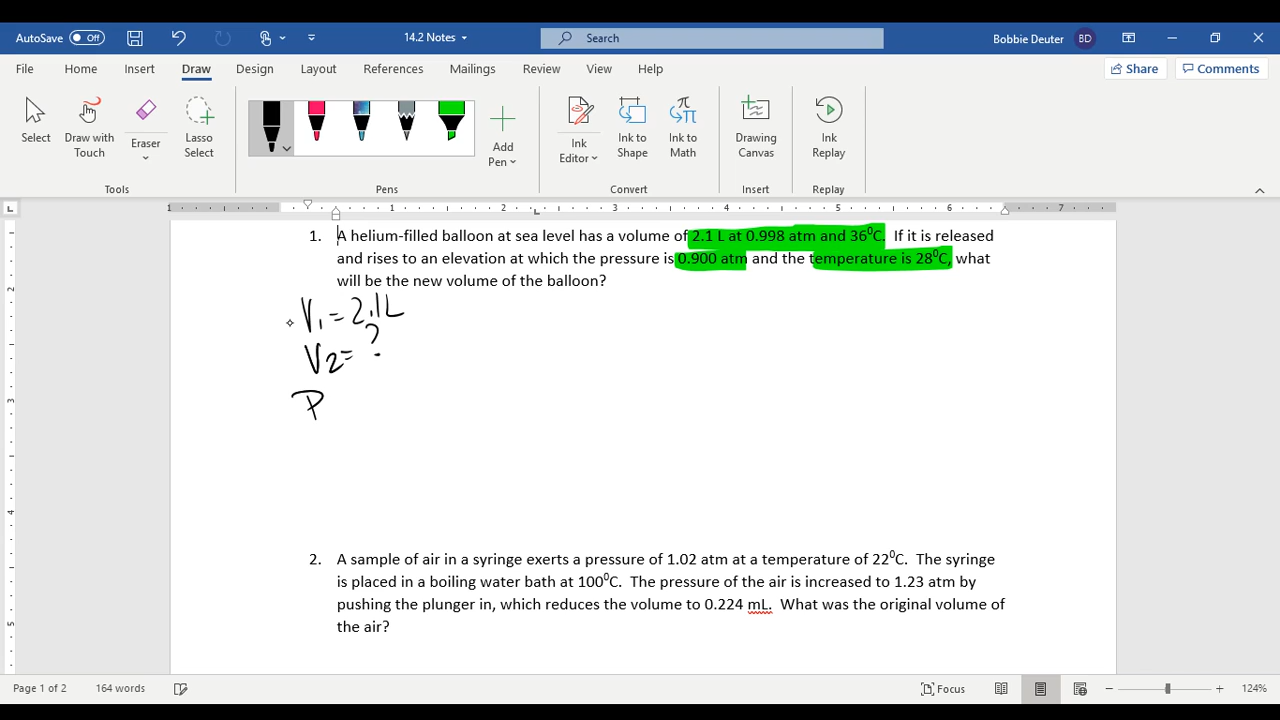 AutoSave Off 14.2 Notes Search Bobbie Deuter BD
File Home Insert Draw Design Layout References Mailings Review View Help Share Comments
Select Draw with Touch Eraser Lasso Select Add Pen Ink Editor Ink to Shape Ink to Math Drawing Canvas Ink Replay
Tools Pens Convert Insert Replay
1 1 2 3 4 5 6 7
1. A helium-filled balloon at sea level has a volume of 2.1 L at 0.998 atm and 36⁰C. If it is released
and rises to an elevation at which the pressure is 0.900 atm and the temperature is 28⁰C, what
will be the new volume of the balloon?
V₁ = 2.1L
V2 = ?
P
2. A sample of air in a syringe exerts a pressure of 1.02 atm at a temperature of 22⁰C. The syringe
is placed in a boiling water bath at 100⁰C. The pressure of the air is increased to 1.23 atm by
pushing the plunger in, which reduces the volume to 0.224 mL. What was the original volume of
the air?
Page 1 of 2 164 words Focus 124%